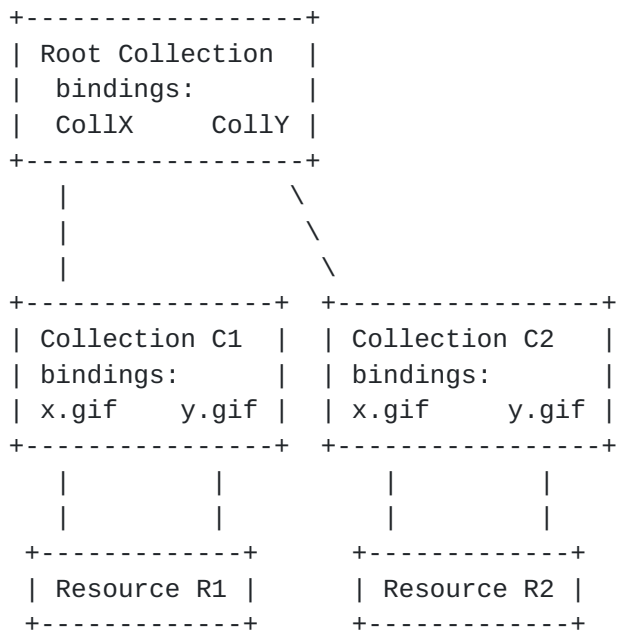 Root Collection
bindings:
CollX CollY
Collection C1 Collection C2
bindings: bindings:
x.gif y.gif x.gif y.gif
Resource R1 Resource R2